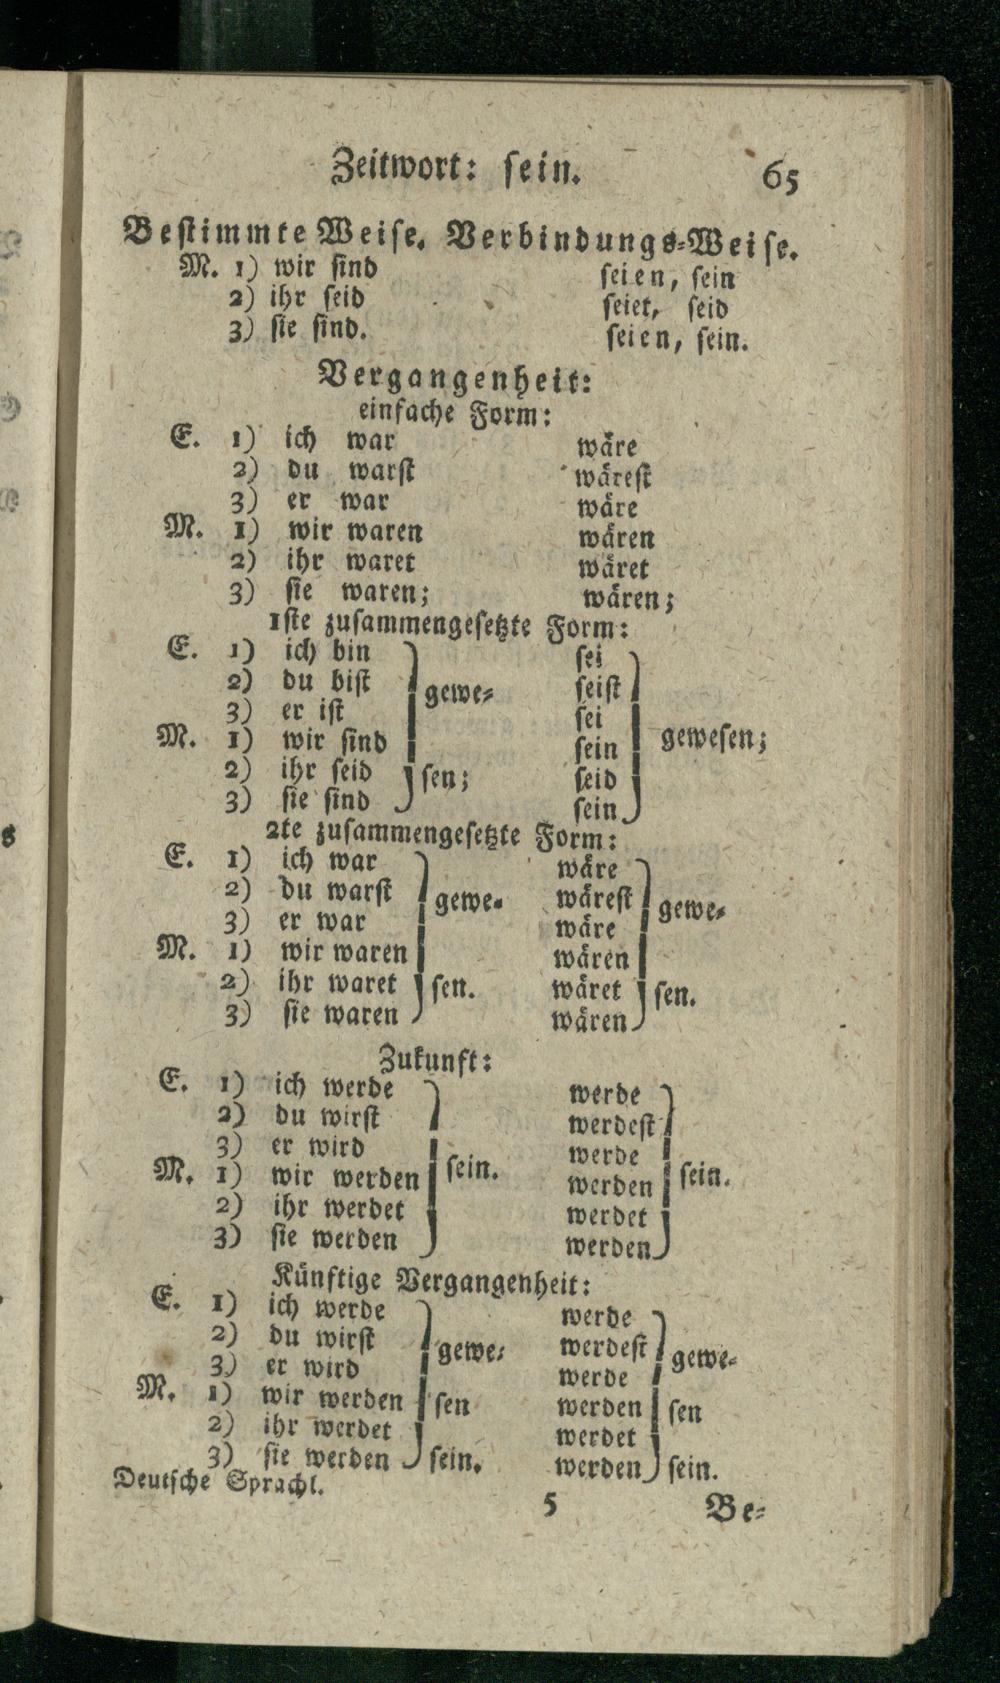 Zeitwort: sein. 65
Bestimmte Weise. Verbindungs-Weise.
M. 1) wir sind seien, sein
2) ihr seid seiet, seid
3) sie sind. seien, sein.
Vergangenheit:
einfache Form:
E. 1) ich war wäre
2) du warst wärest
3) er war wäre
M. 1) wir waren wären
2) ihr waret wäret
3) sie waren; wären;
1ste zusammengesetzte Form:
E. 1) ich bin sei
2) du bist gewe- seist
3) er ist sei
M. 1) wir sind sein gewesen;
2) ihr seid sen; seid
3) sie sind sein
2te zusammengesetzte Form:
E. 1) ich war wäre
2) du warst gewe- wärest gewe-
3) er war wäre
M. 1) wir waren wären
2) ihr waret sen. wäret sen.
3) sie waren wären
Zukunft:
E. 1) ich werde werde
2) du wirst werdest
3) er wird werde
M. 1) wir werden sein. werden sein.
2) ihr werdet werdet
3) sie werden werden
Künftige Vergangenheit:
E. 1) ich werde werde
2) du wirst gewe- werdest gewe-
3) er wird werde
M. 1) wir werden sen werden sen
2) ihr werdet werdet
3) sie werden sein. werden sein.
Deutsche Sprachl.
5 Be-